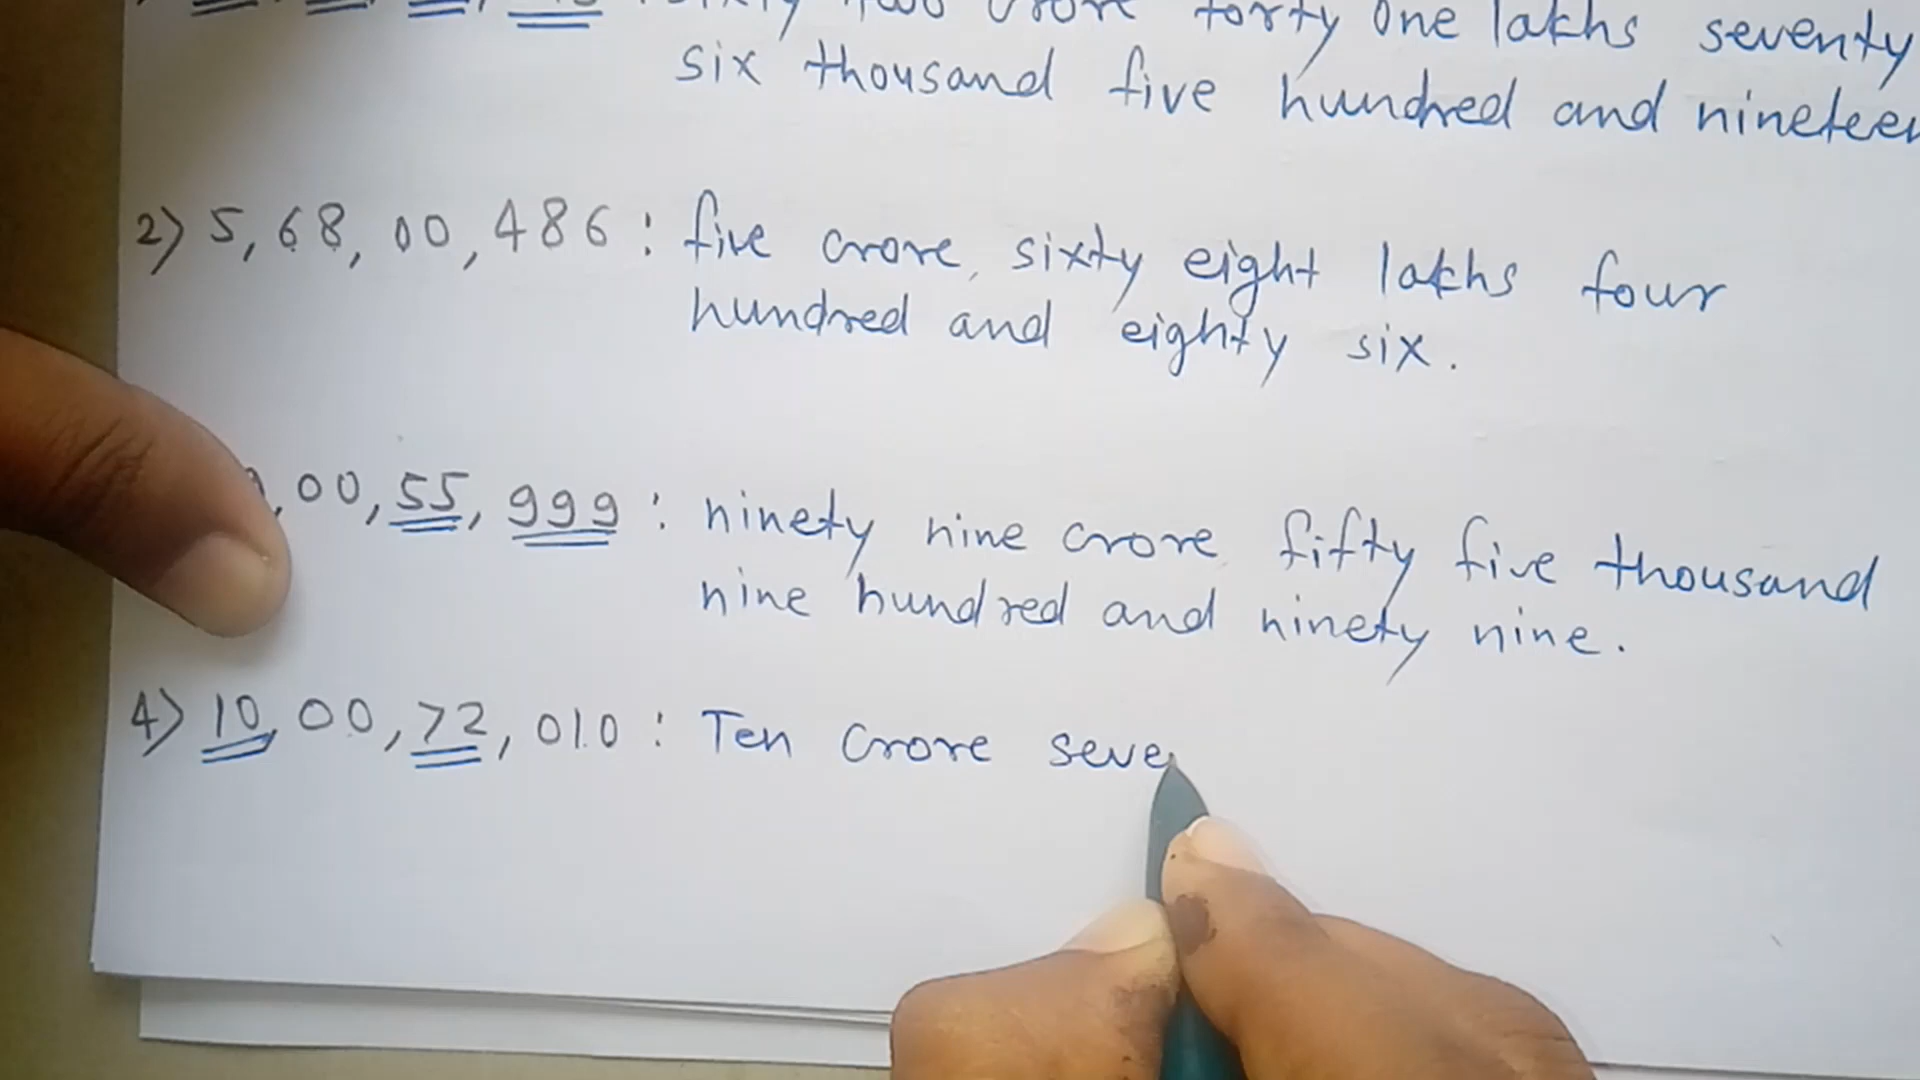 crore forty One lakhs seventy
six thousand five hundred and nineteen
2) 5,68,00,486 : five crore, sixty eight lakhs four
hundred and eighty six.
,00,55,999 : ninety nine crore fifty five thousand
nine hundred and ninety nine.
4) 10,00,72,010 : Ten crore seve